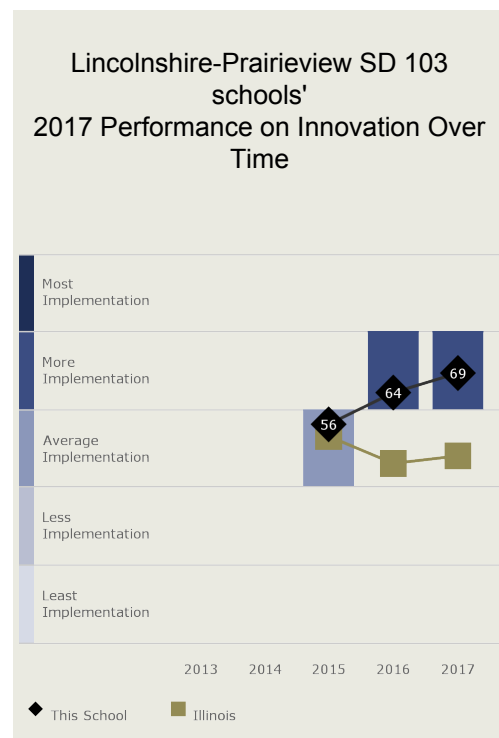 Lincolnshire-Prairieview SD 103
schools'
2017 Performance on Innovation Over
Time
Most
Implementation
More
Implementation
69
64
56
Average
Implementation
Less
Implementation
Least
Implementation
2013 2014 2015 2016 2017
This School Illinois